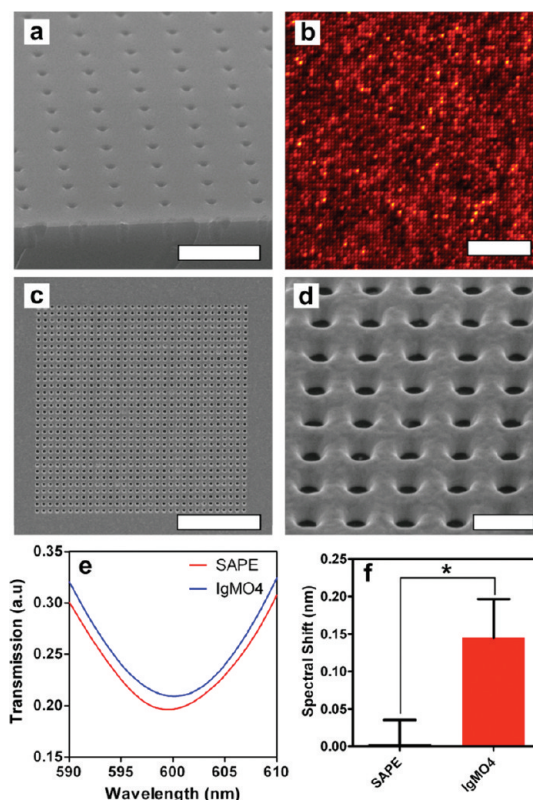 a
b
c
d
e
SAPE
IgMO4
Transmission (a.u)
0.35
0.30
0.25
0.20
0.15
590
595
600
605
610
Wavelength (nm)
f
*
Spectral Shift (nm)
0.25
0.20
0.15
0.10
0.05
0.00
SAPE
IgMO4